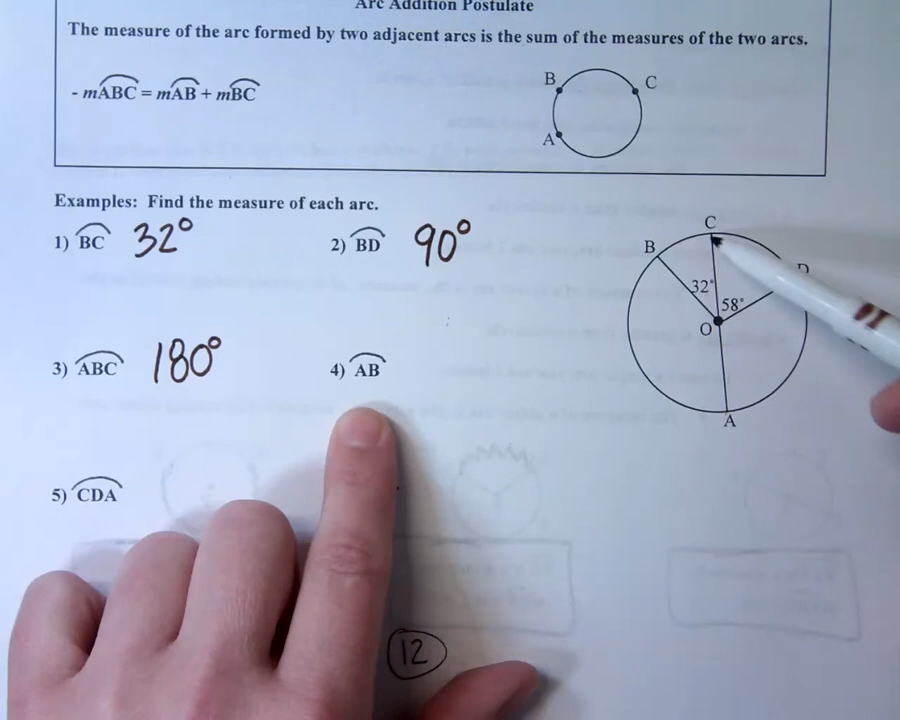 Arc Addition Postulate
The measure of the arc formed by two adjacent arcs is the sum of the measures of the two arcs.
- mABC = mAB + mBC
B
C
A
Examples: Find the measure of each arc.
1) BC 32°
2) BD 90°
3) ABC 180°
4) AB
5) CDA
C
B
D
32°
58°
O
A
12